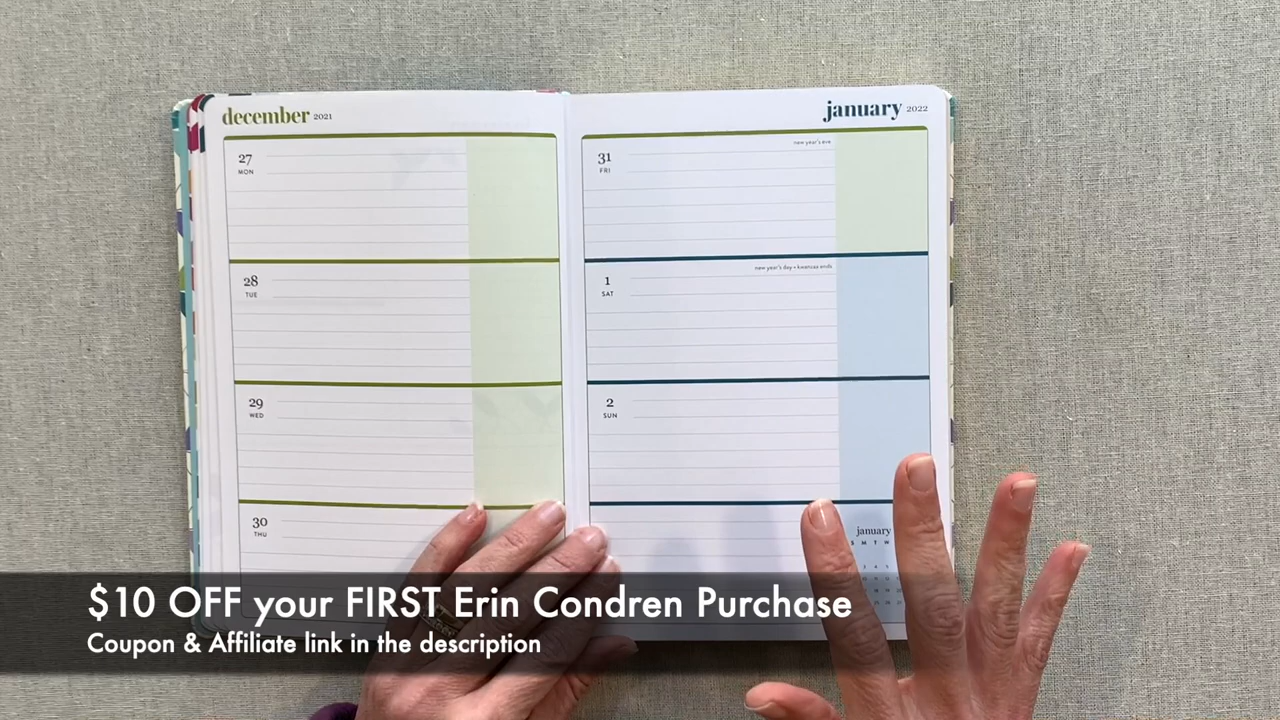 december 2021
january 2022
27
MON
28
TUE
29
WED
30
THU
new year's eve
31
FRI
new year's day • kwanzaa ends
1
SAT
2
SUN
january
S M T W
$10 OFF your FIRST Erin Condren Purchase
Coupon & Affiliate link in the description